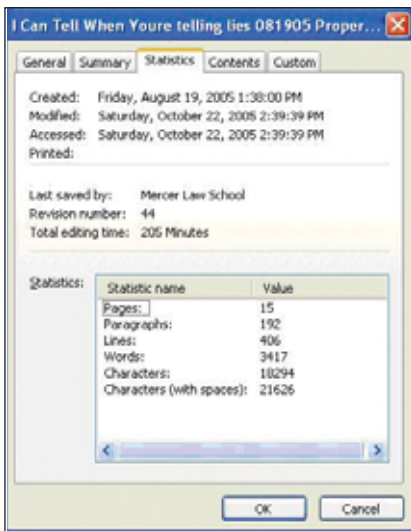 I Can Tell When Youre telling lies 081905 Proper...
General Summary Statistics Contents Custom
Created: Friday, August 19, 2005 1:38:00 PM
Modified: Saturday, October 22, 2005 2:39:39 PM
Accessed: Saturday, October 22, 2005 2:39:39 PM
Printed:
Last saved by: Mercer Law School
Revision number: 44
Total editing time: 205 Minutes
Statistics:
Statistic name Value
Pages: 15
Paragraphs: 192
Lines: 406
Words: 3417
Characters: 18294
Characters (with spaces): 21626
OK Cancel